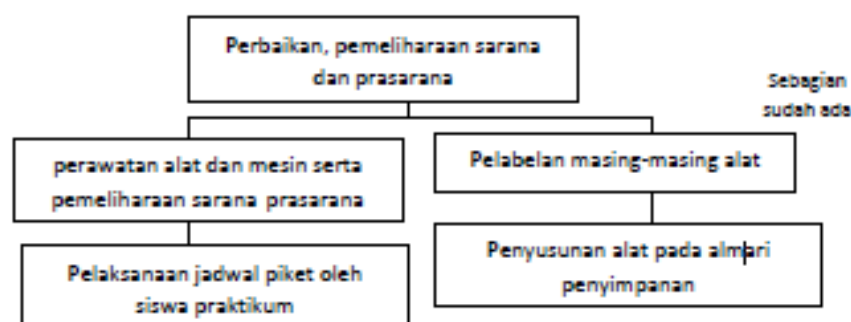 Perbaikan, pemeliharaan sarana
dan prasarana
Sebagian
sudah ada
perawatan alat dan mesin serta
pemeliharaan sarana prasarana
Pelabelan masing-masing alat
Pelaksanaan jadwal piket oleh
siswa praktikum
Penyusunan alat pada almari
penyimpanan